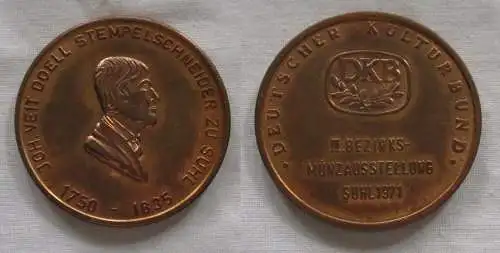 JOH. VEIT DOELL STEMPELSCHNEIDER ZU SUHL
1750 - 1835
· DEUTSCHER KULTURBUND ·
DKB
III. BEZIRKS-
MÜNZAUSSTELLUNG
SUHL 1971